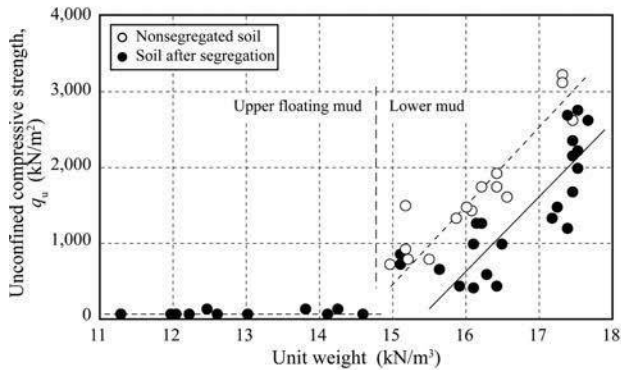 4,000
3,000
2,000
1,000
0
Unconfined compressive strength,
qu (kN/m²)
Nonsegregated soil
Soil after segregation
Upper floating mud
Lower mud
11 12 13 14 15 16 17 18
Unit weight (kN/m³)